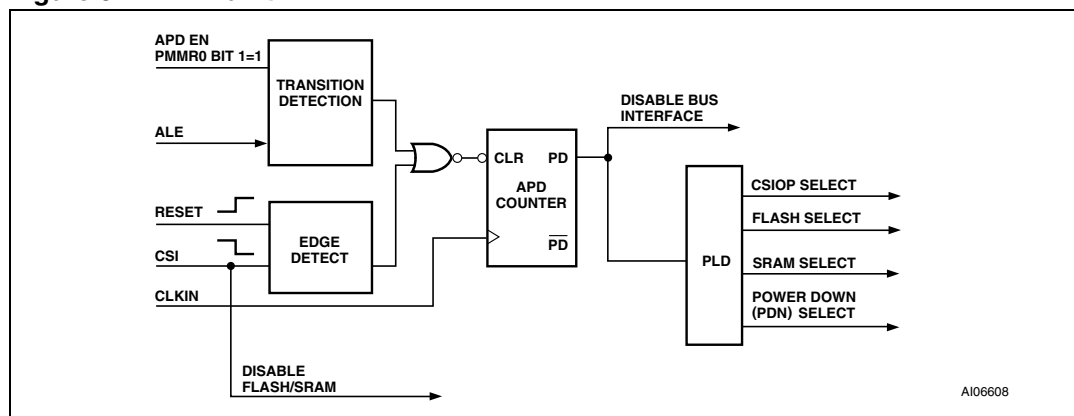 APD EN
PMMR0 BIT 1=1
TRANSITION
DETECTION
ALE
RESET
EDGE
DETECT
CSI
CLKIN
DISABLE
FLASH/SRAM
CLR PD
APD
COUNTER
PD
DISABLE BUS
INTERFACE
PLD
CSIOP SELECT
FLASH SELECT
SRAM SELECT
POWER DOWN
(PDN) SELECT
AI06608